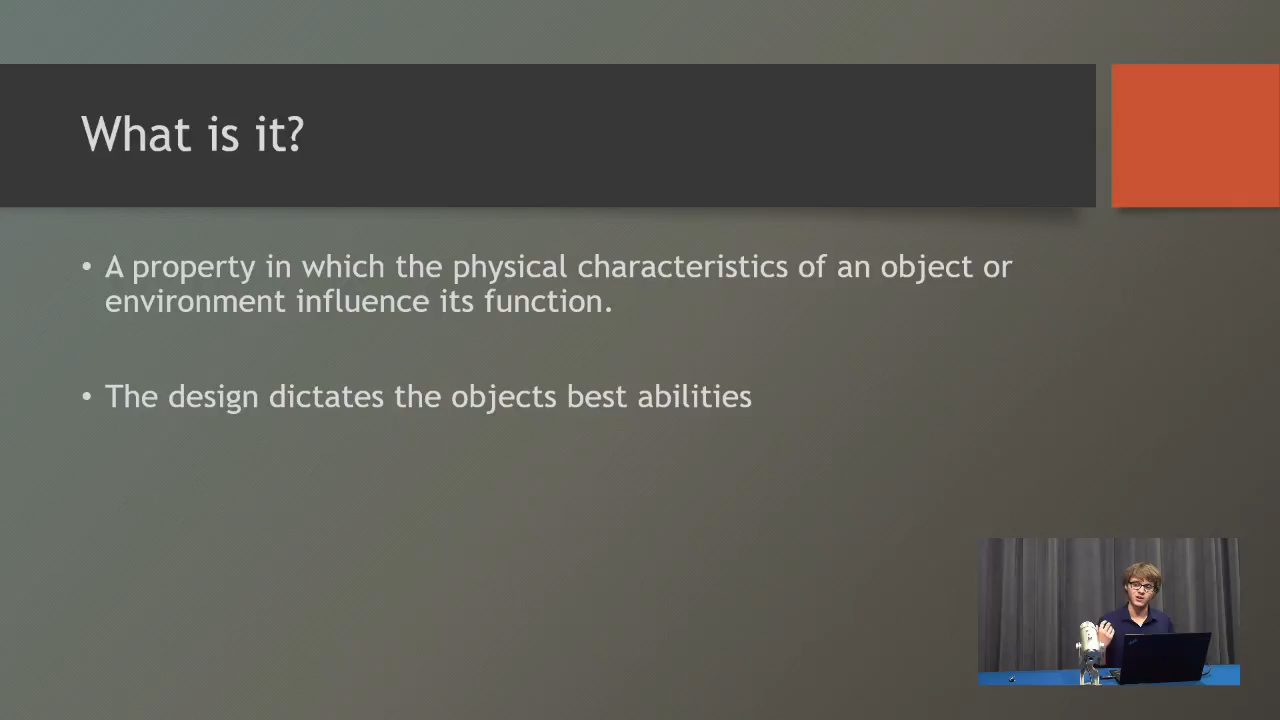 What is it?
• A property in which the physical characteristics of an object or
environment influence its function.
• The design dictates the objects best abilities